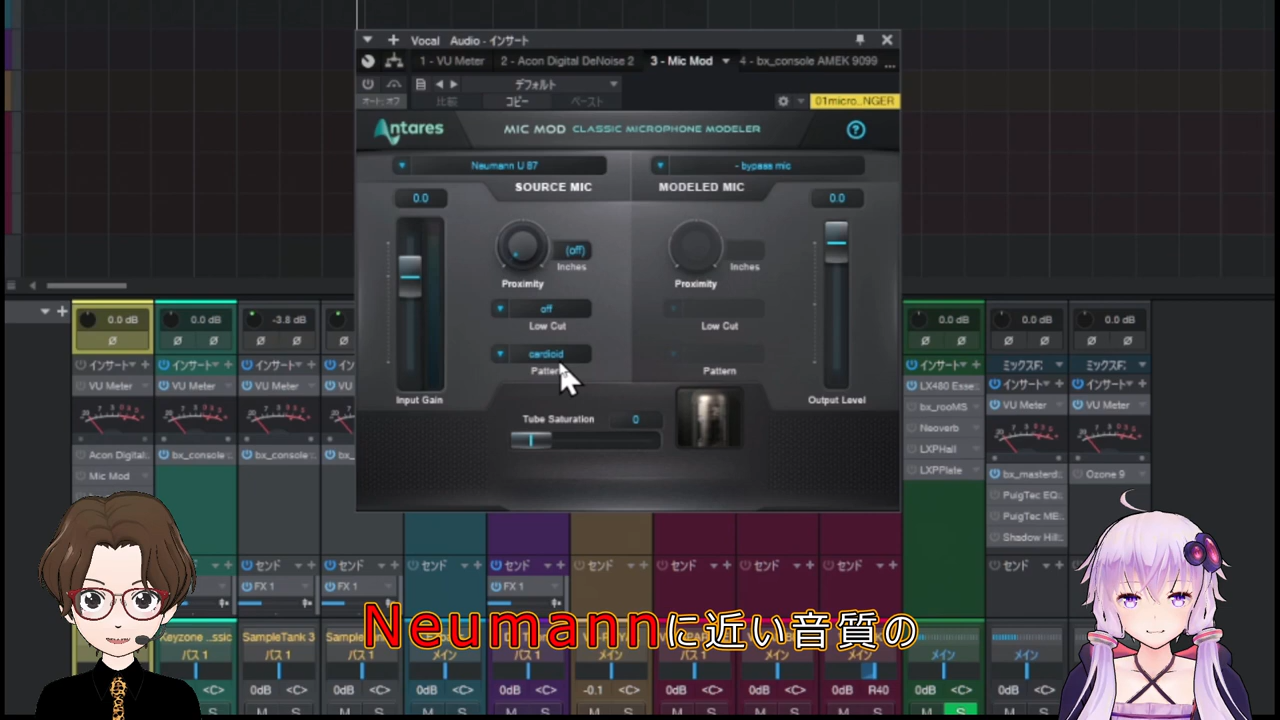 Vocal Audio - インサート
1 - VU Meter 2 - Acon Digital DeNoise 2 3 - Mic Mod 4 - bx_console AMEK 9099 ...
デフォルト
オート: オフ 比較 コピー ペースト 01micro...NGER
Antares MIC MOD CLASSIC MICROPHONE MODELER ?
Neumann U 87 - bypass mic
SOURCE MIC MODELED MIC
0.0 0.0
(off)
Inches Inches
Proximity Proximity
off
Low Cut Low Cut
cardioid
Pattern Pattern
Input Gain Output Level
Tube Saturation 0
0.0 dB 0.0 dB -3.8 dB 0.0 dB 0.0 dB 0.0 dB
インサート インサート インサート インサート ミックスF: ミックスF:
VU Meter VU Meter VU Meter LX480 Esse: インサート インサート
bx_rooMS VU Meter VU Meter
Neoverb
Acon Digital: bx_console bx_console bx_ LXPHall
Mic Mod LXPPlate bx_masterd: Ozone 9
PuigTec EQ:
PuigTec ME:
Shadow Hill:
センド センド センド センド センド センド センド センド センド
FX 1 FX 1 FX 1
Neumannに近い音質の
Keyzone ...ssic SampleTank 3
バス 1 バス 1 メイン メイン メイン バス 1 メイン メイン メイン メイン
<C> 0dB <C> 0dB <C> 0dB <C> 0dB <C> -0.1 <C> 0dB <C> 0dB <C> 0dB R40 0dB <C> 0dB <C>